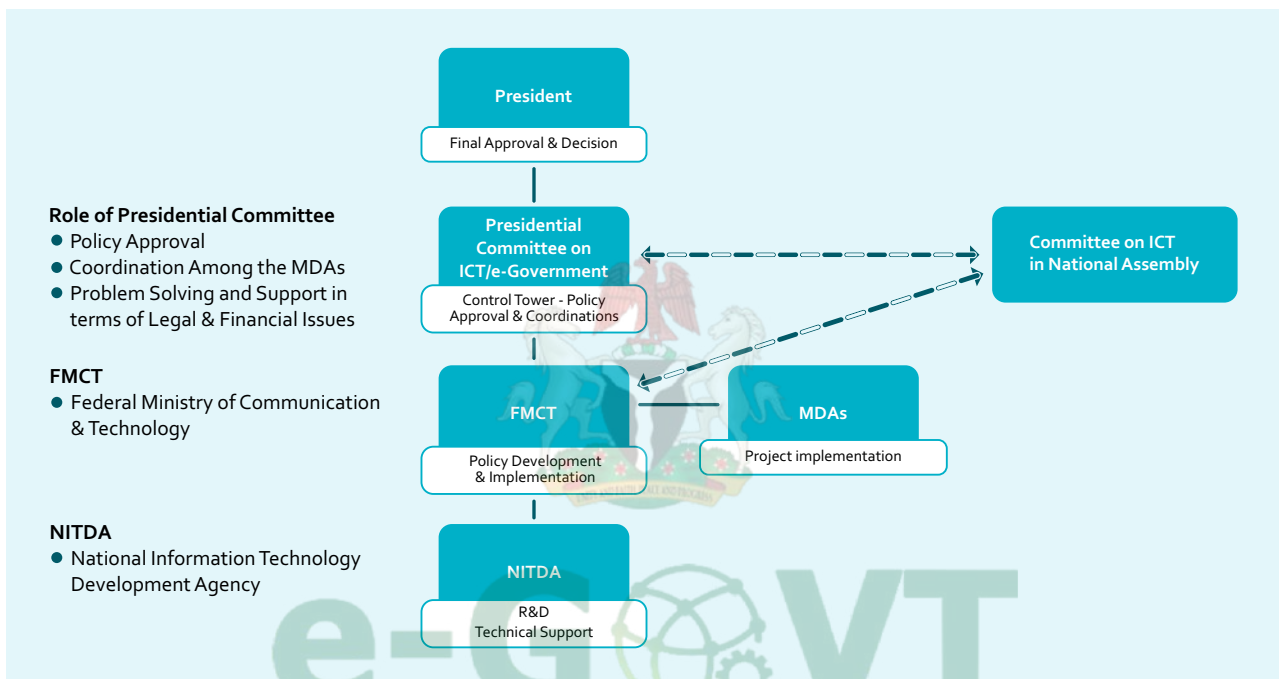 President
Final Approval & Decision
Role of Presidential Committee
● Policy Approval
● Coordination Among the MDAs
● Problem Solving and Support in
terms of Legal & Financial Issues
Presidential
Committee on
ICT/e-Government
Control Tower - Policy
Approval & Coordinations
Committee on ICT
in National Assembly
FMCT
● Federal Ministry of Communication
& Technology
FMCT
Policy Development
& Implementation
MDAs
Project implementation
NITDA
● National Information Technology
Development Agency
NITDA
R&D
Technical Support
e-GOVT